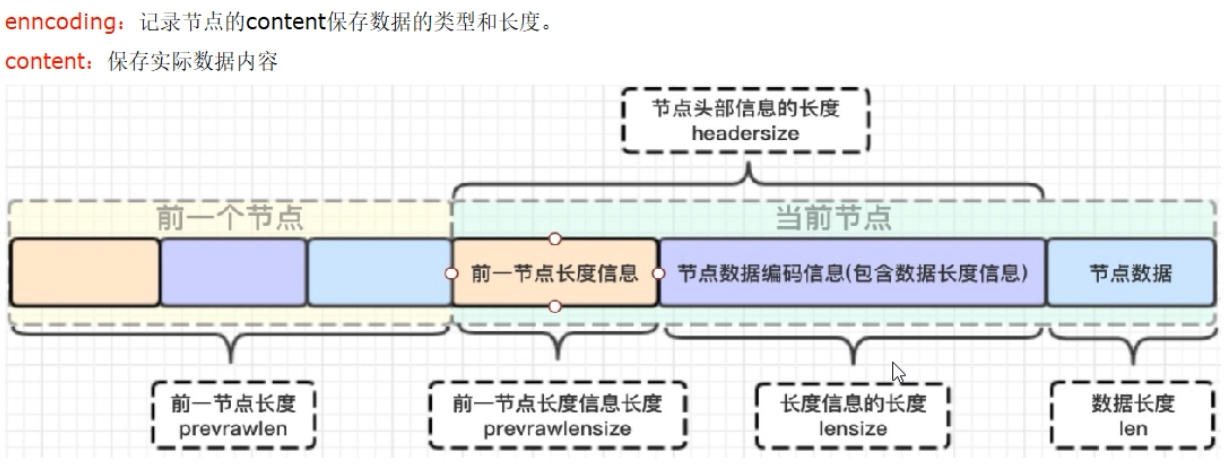 enncoding：记录节点的content保存数据的类型和长度。
content：保存实际数据内容
节点头部信息的长度
headersize
前一个节点
当前节点
前一节点长度信息
节点数据编码信息(包含数据长度信息)
节点数据
前一节点长度
prevrawlen
前一节点长度信息长度
prevrawlensize
长度信息的长度
lensize
数据长度
len